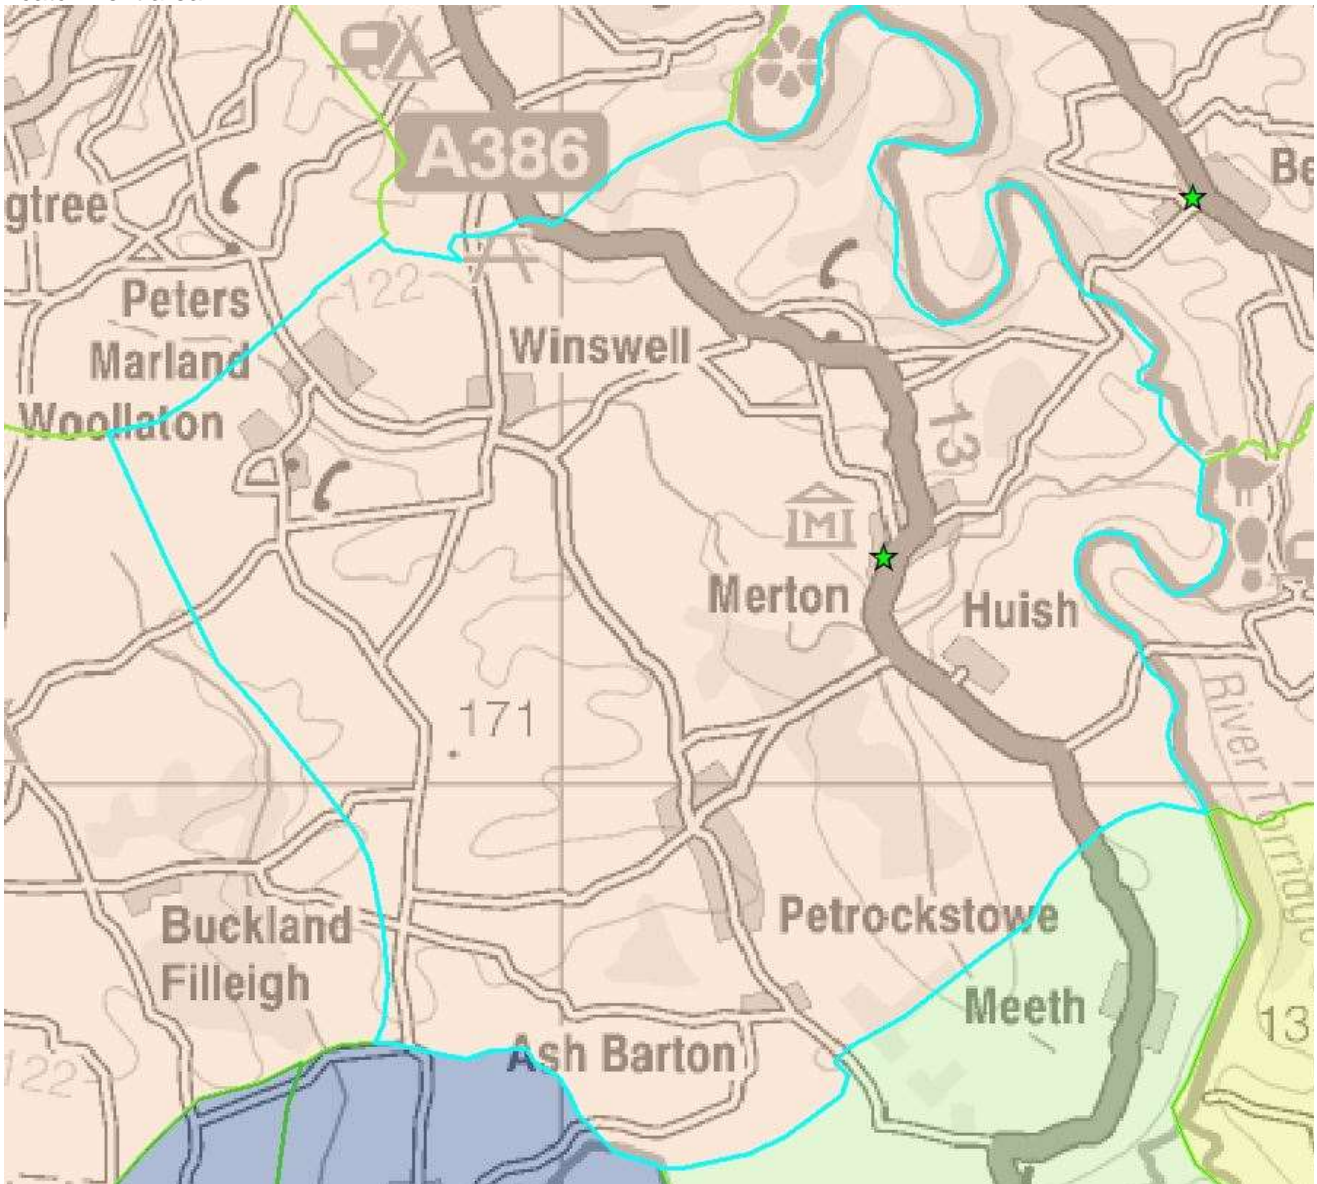 A386
Be
gtree
122
Peters
Marland
Winswell
Woollaton
13
M
Merton
Huish
171
River Torridge
Petrockstowe
Buckland
Filleigh
Meeth
13
Ash Barton
122